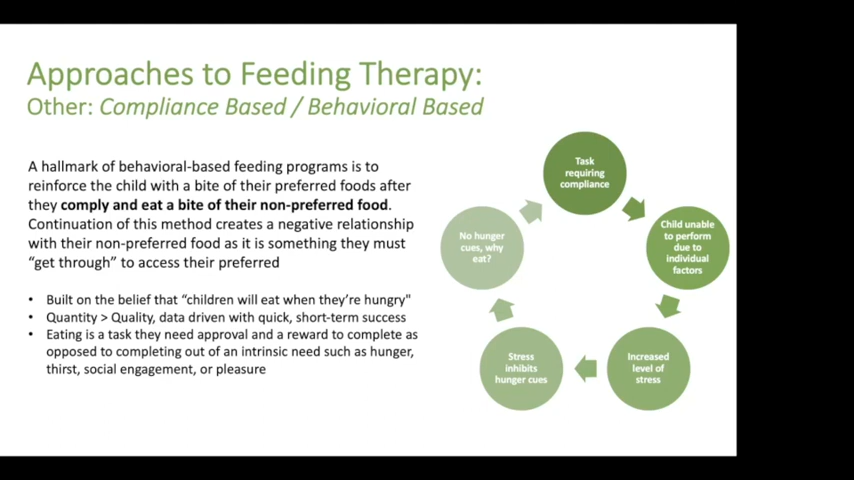 Approaches to Feeding Therapy:
Other: Compliance Based / Behavioral Based
A hallmark of behavioral-based feeding programs is to
reinforce the child with a bite of their preferred foods after
they comply and eat a bite of their non-preferred food.
Continuation of this method creates a negative relationship
with their non-preferred food as it is something they must
“get through” to access their preferred
• Built on the belief that “children will eat when they’re hungry"
• Quantity > Quality, data driven with quick, short-term success
• Eating is a task they need approval and a reward to complete as
opposed to completing out of an intrinsic need such as hunger,
thirst, social engagement, or pleasure
Task
requiring
compliance
Child unable
to perform
due to
individual
factors
Increased
level of
stress
Stress
inhibits
hunger cues
No hunger
cues, why
eat?